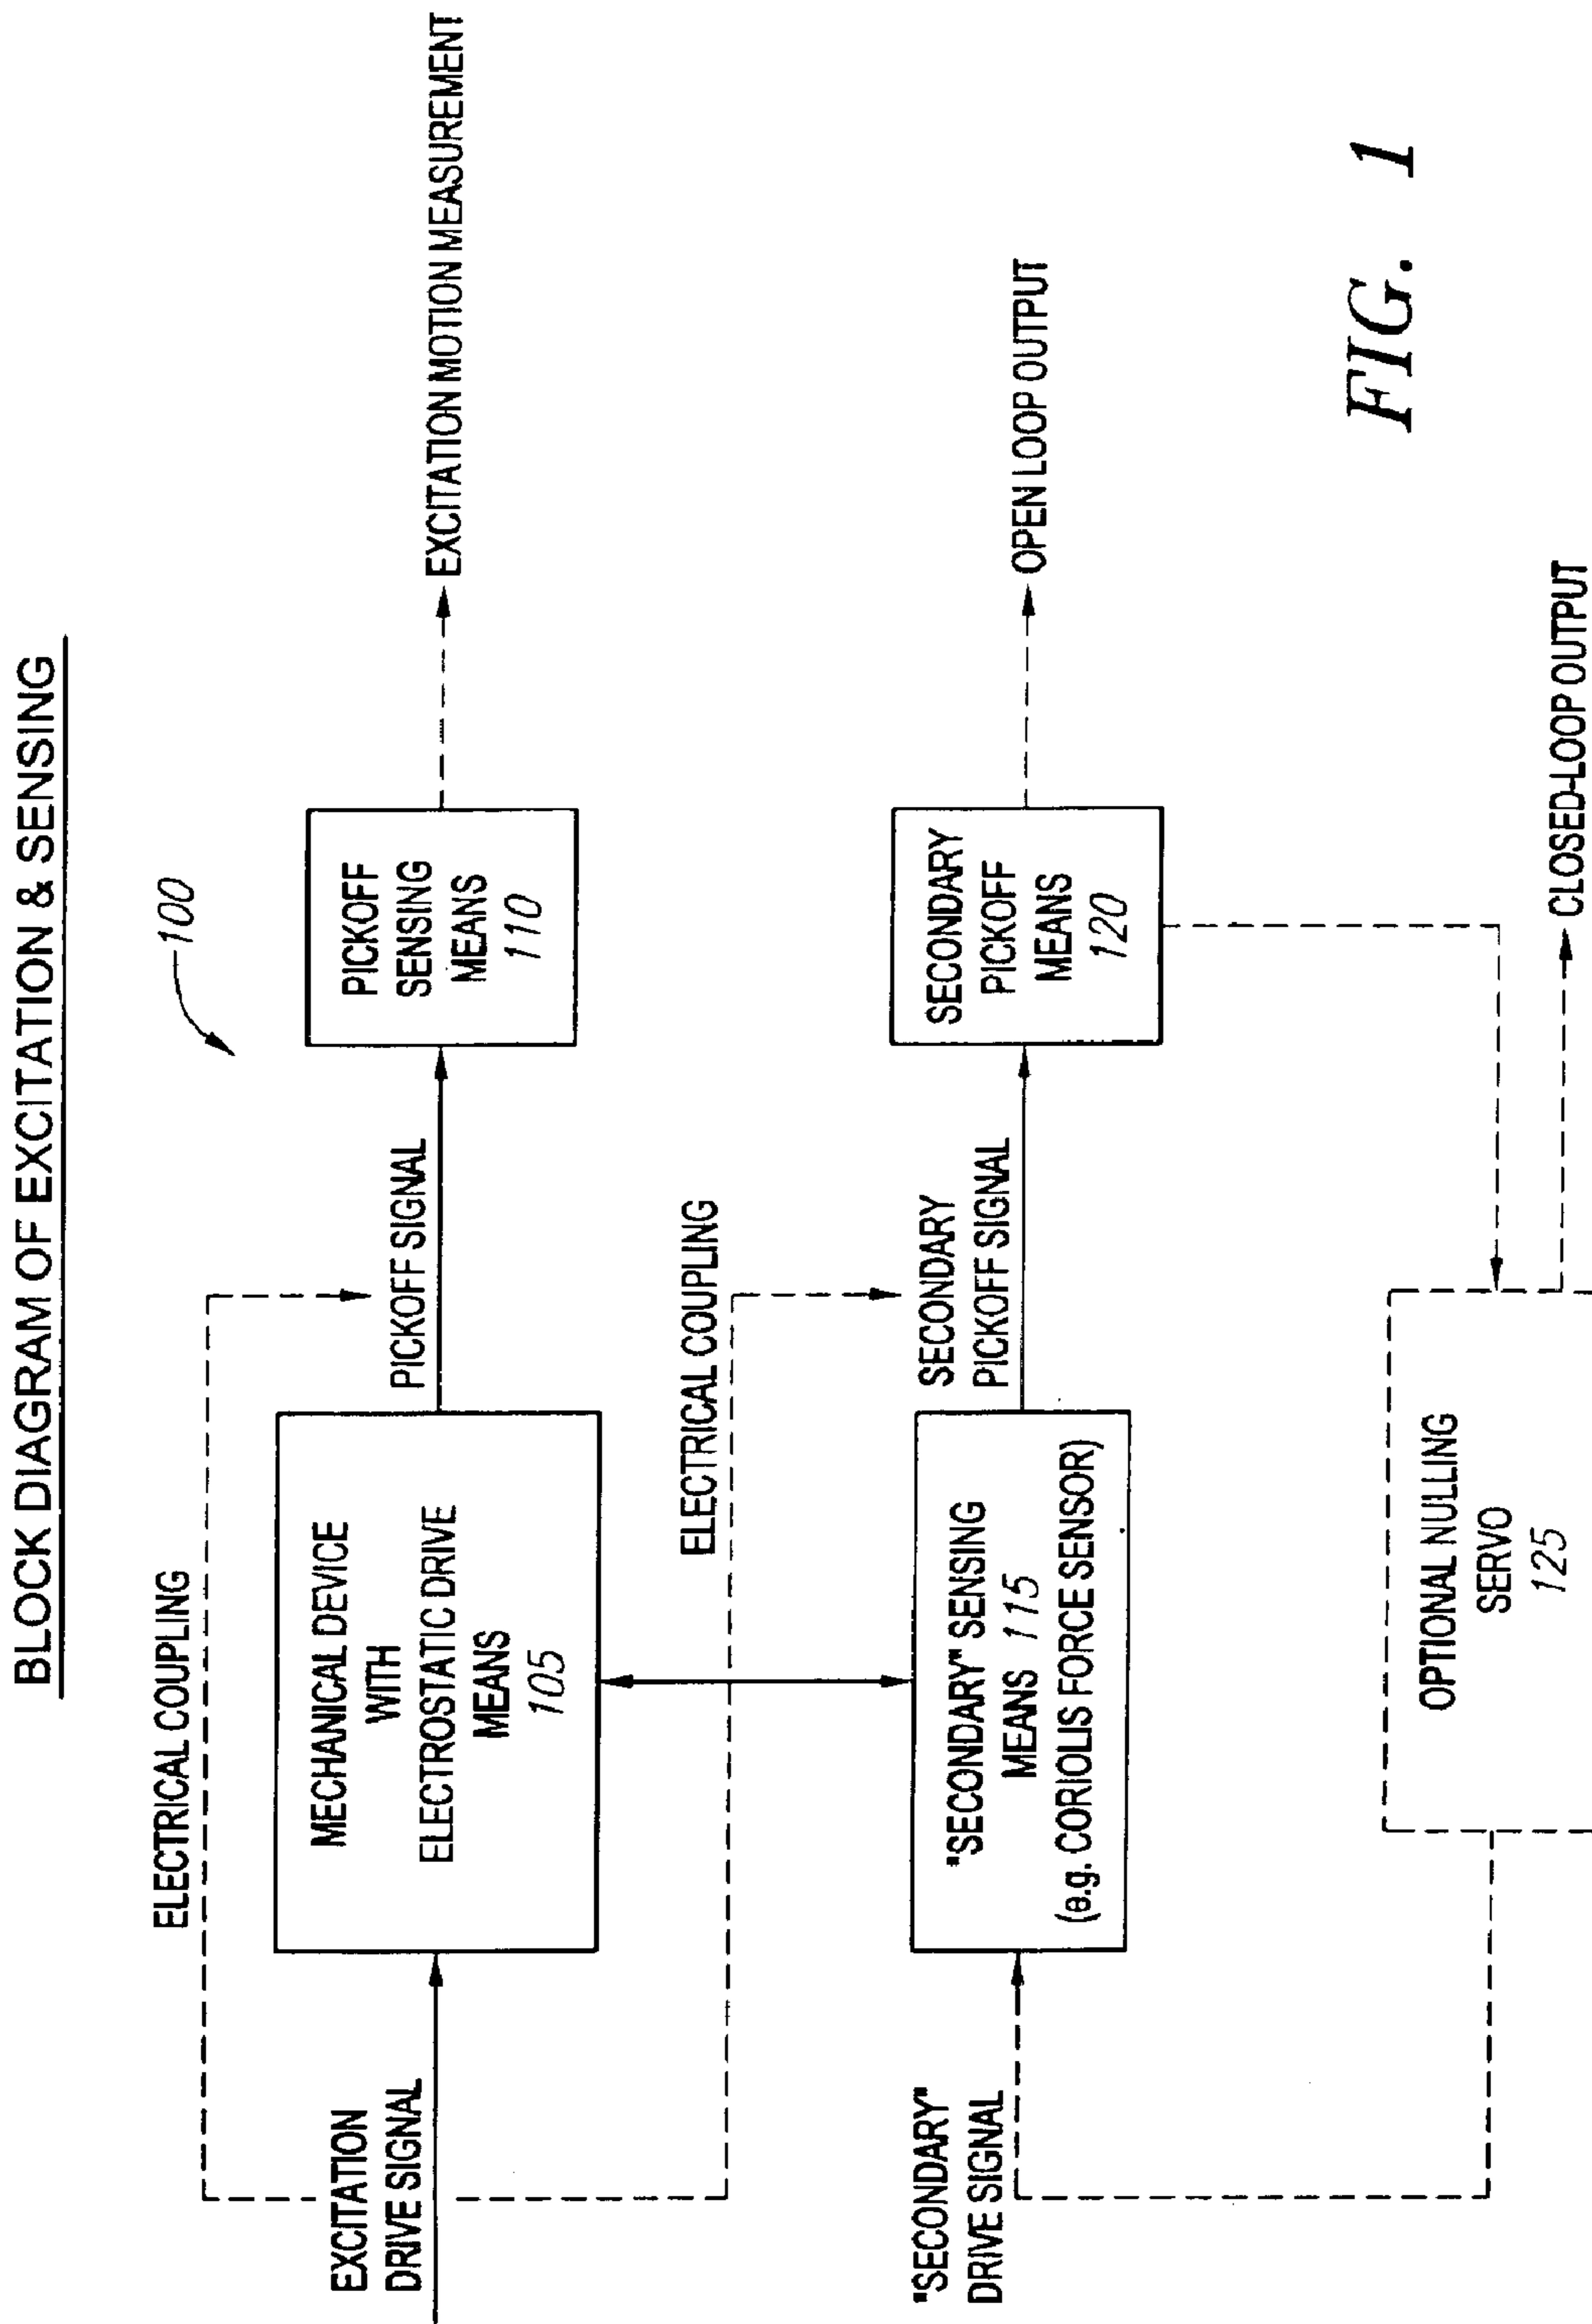 BLOCK DIAGRAM OF EXCITATION & SENSING
100
ELECTRICAL COUPLING
EXCITATION
DRIVE SIGNAL
MECHANICAL DEVICE
WITH
ELECTROSTATIC DRIVE
MEANS
105
PICKOFF SIGNAL
PICKOFF
SENSING
MEANS
110
EXCITATION MOTION MEASUREMENT
ELECTRICAL COUPLING
"SECONDARY"
DRIVE SIGNAL
"SECONDARY" SENSING
MEANS 115
(e.g. CORIOLIS FORCE SENSOR)
SECONDARY
PICKOFF SIGNAL
SECONDARY
PICKOFF
MEANS
120
OPEN LOOP OUTPUT
OPTIONAL NULLING
SERVO
125
CLOSED-LOOP OUTPUT
FIG. 1